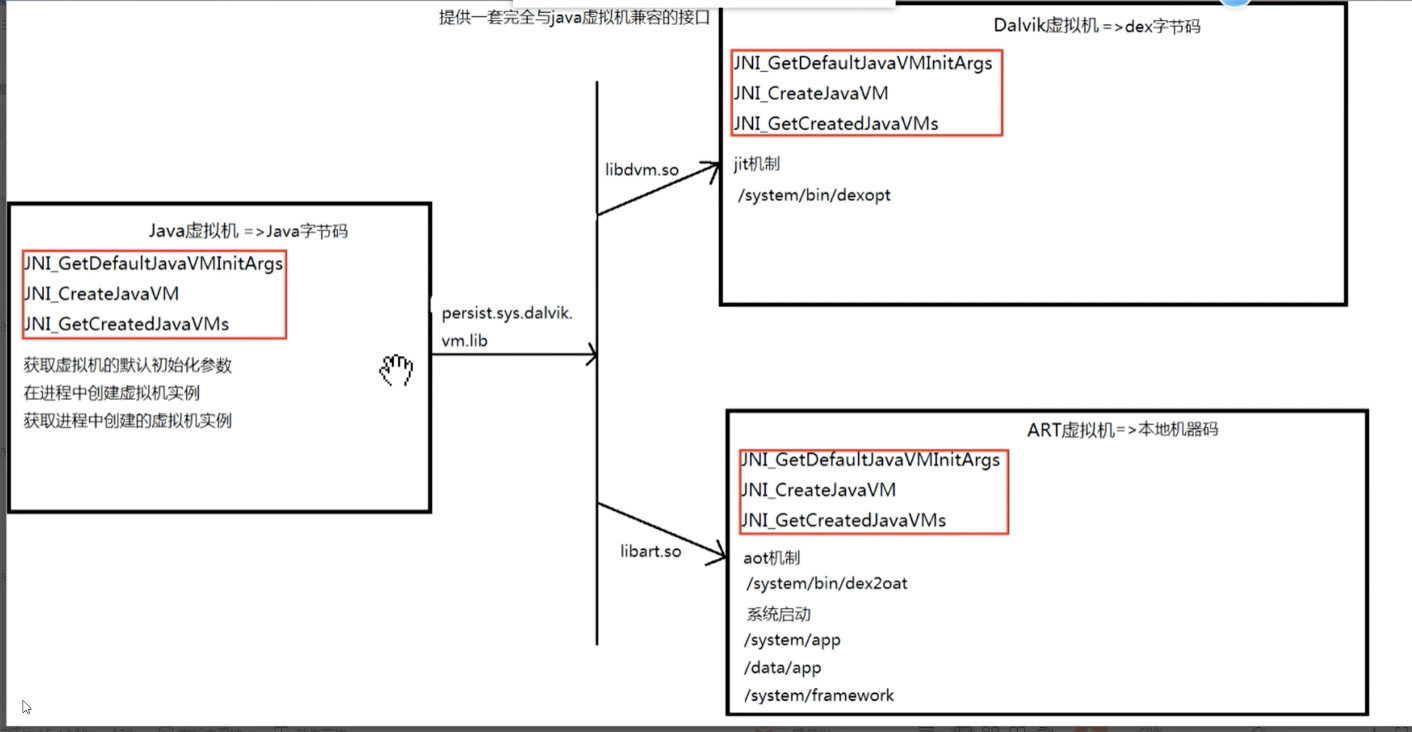 提供一套完全与java虚拟机兼容的接口
Java虚拟机 =>Java字节码
JNI_GetDefaultJavaVMInitArgs
JNI_CreateJavaVM
JNI_GetCreatedJavaVMs
获取虚拟机的默认初始化参数
在进程中创建虚拟机实例
获取进程中创建的虚拟机实例
persist.sys.dalvik.
vm.lib
libdvm.so
libart.so
Dalvik虚拟机 =>dex字节码
JNI_GetDefaultJavaVMInitArgs
JNI_CreateJavaVM
JNI_GetCreatedJavaVMs
jit机制
/system/bin/dexopt
ART虚拟机=>本地机器码
JNI_GetDefaultJavaVMInitArgs
JNI_CreateJavaVM
JNI_GetCreatedJavaVMs
aot机制
/system/bin/dex2oat
系统启动
/system/app
/data/app
/system/framework